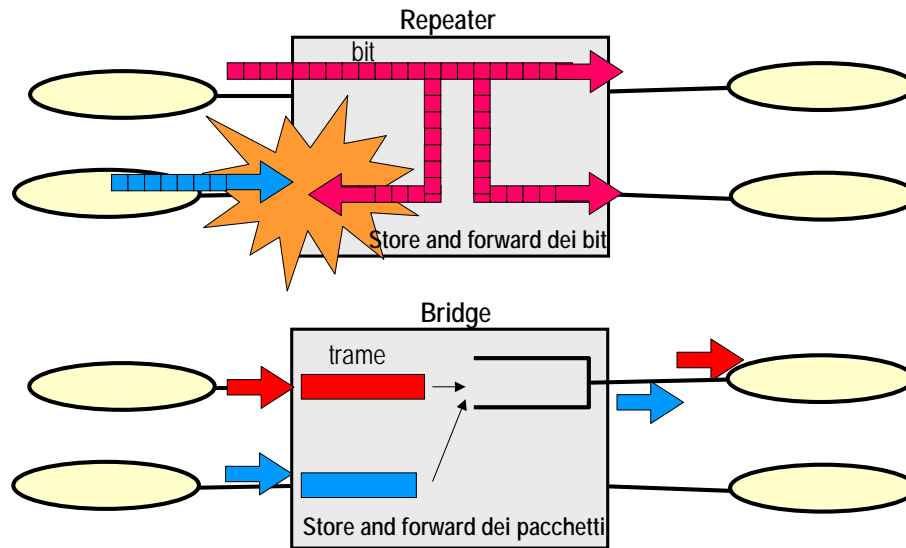 Repeater
bit
Store and forward dei bit
Bridge
trame
Store and forward dei pacchetti